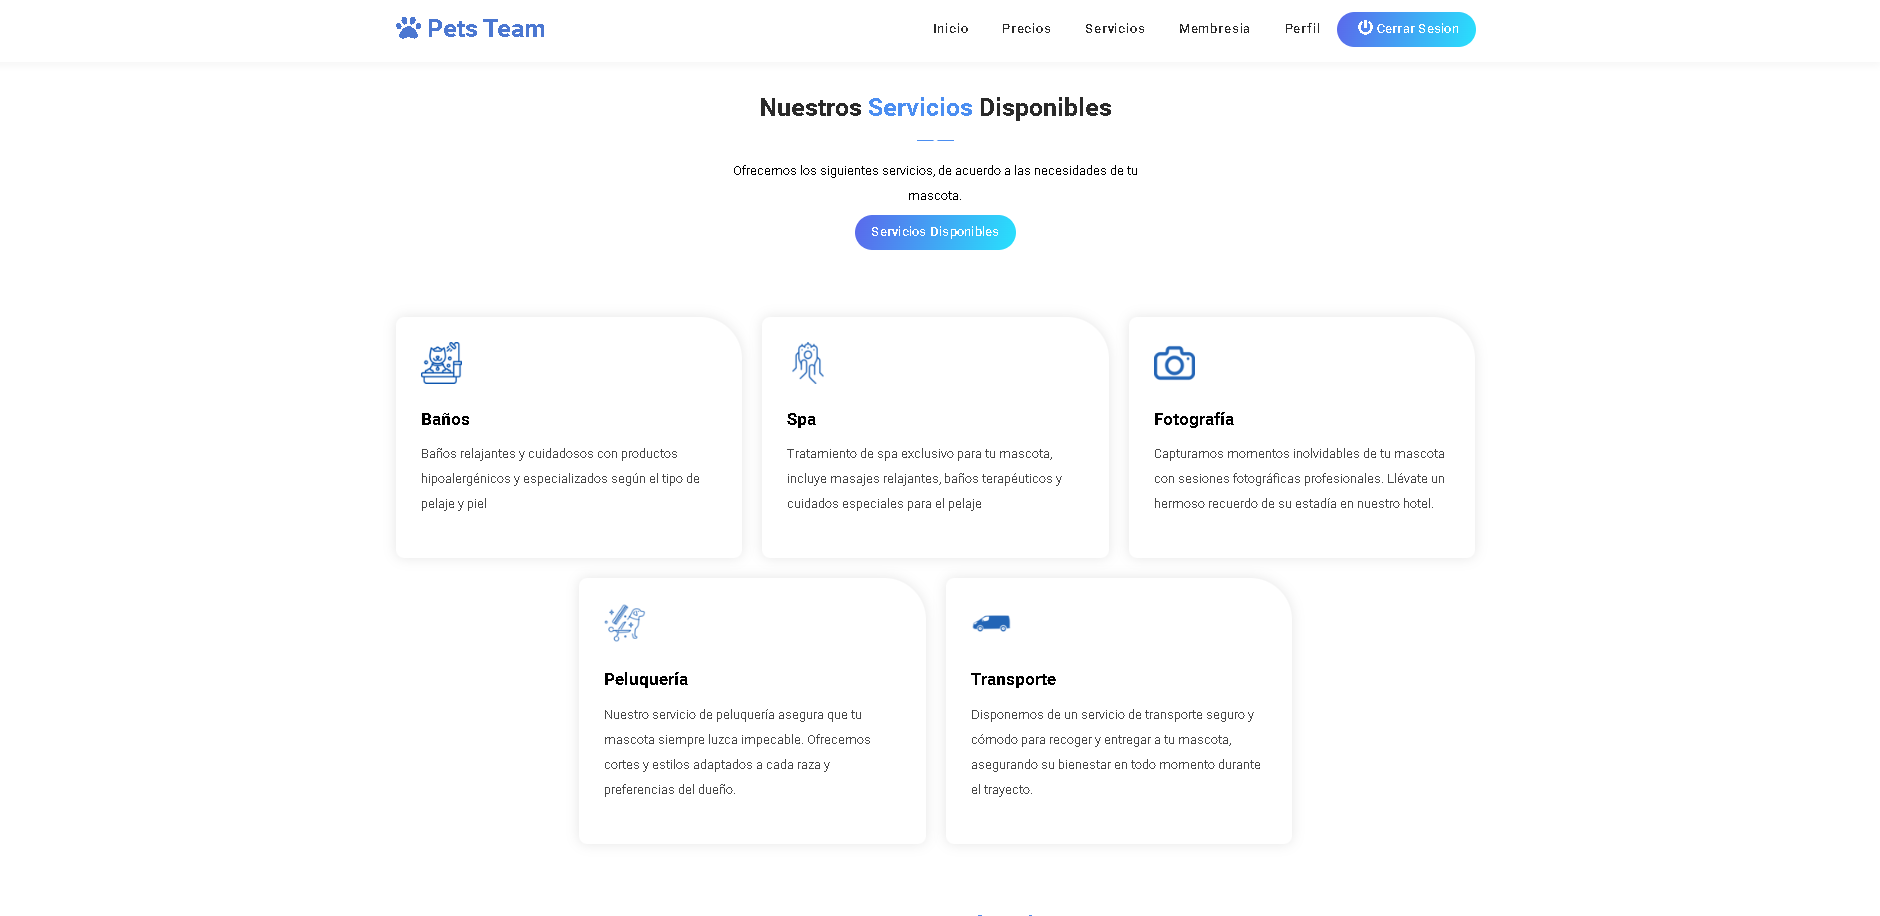 Pets Team
Inicio
Precios
Servicios
Membresia
Perfil
Cerrar Sesion
Nuestros Servicios Disponibles
Ofrecemos los siguientes servicios, de acuerdo a las necesidades de tu
mascota.
Servicios Disponibles
Baños
Baños relajantes y cuidadosos con productos
hipoalergénicos y especializados según el tipo de
pelaje y piel
Spa
Tratamiento de spa exclusivo para tu mascota,
incluye masajes relajantes, baños terapéuticos y
cuidados especiales para el pelaje
Fotografía
Capturamos momentos inolvidables de tu mascota
con sesiones fotográficas profesionales. Llévate un
hermoso recuerdo de su estadía en nuestro hotel.
Peluquería
Nuestro servicio de peluquería asegura que tu
mascota siempre luzca impecable. Ofrecemos
cortes y estilos adaptados a cada raza y
preferencias del dueño.
Transporte
Disponemos de un servicio de transporte seguro y
cómodo para recoger y entregar a tu mascota,
asegurando su bienestar en todo momento durante
el trayecto.